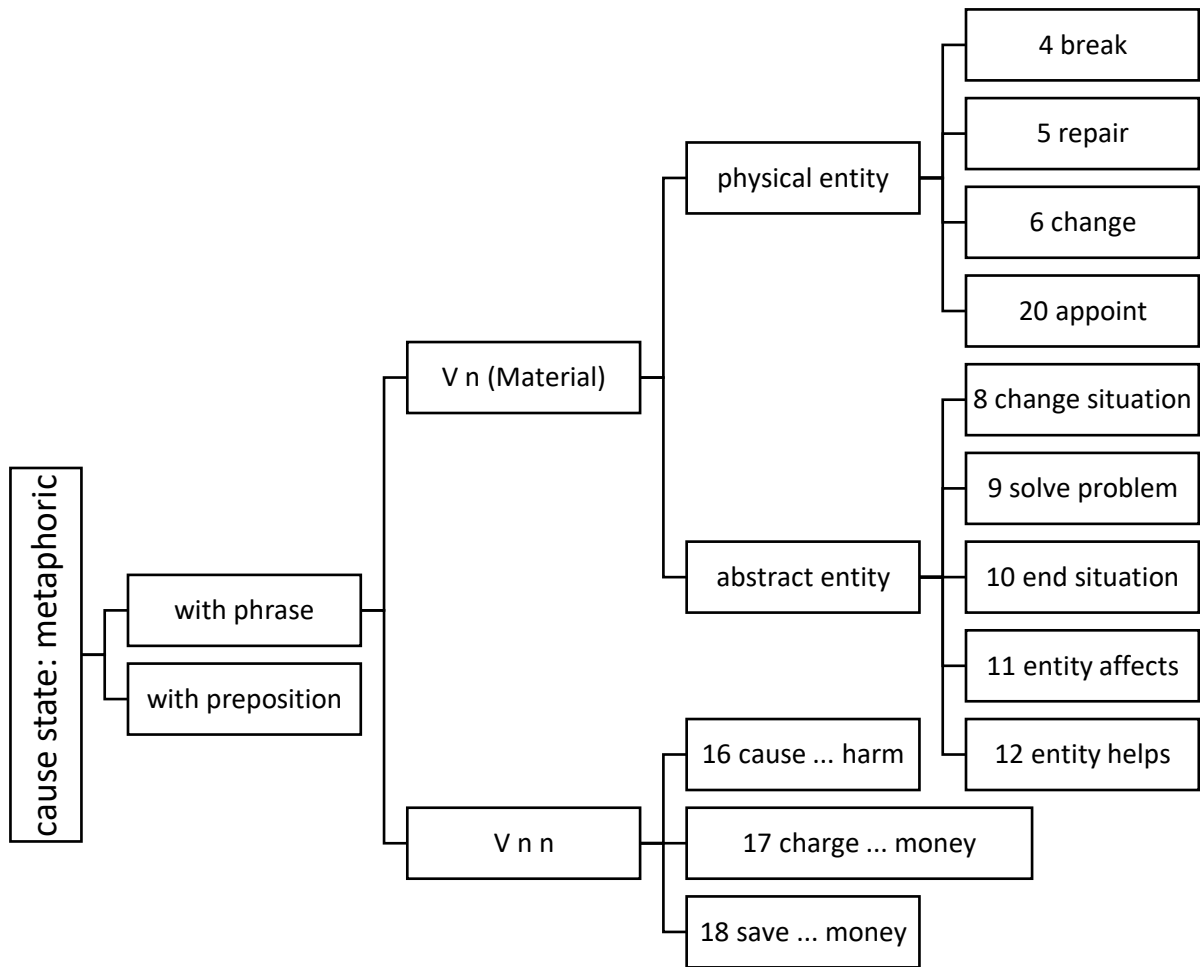 cause state: metaphoric
with phrase
with preposition
V n (Material)
V n n
physical entity
abstract entity
16 cause ... harm
17 charge ... money
18 save ... money
4 break
5 repair
6 change
20 appoint
8 change situation
9 solve problem
10 end situation
11 entity affects
12 entity helps